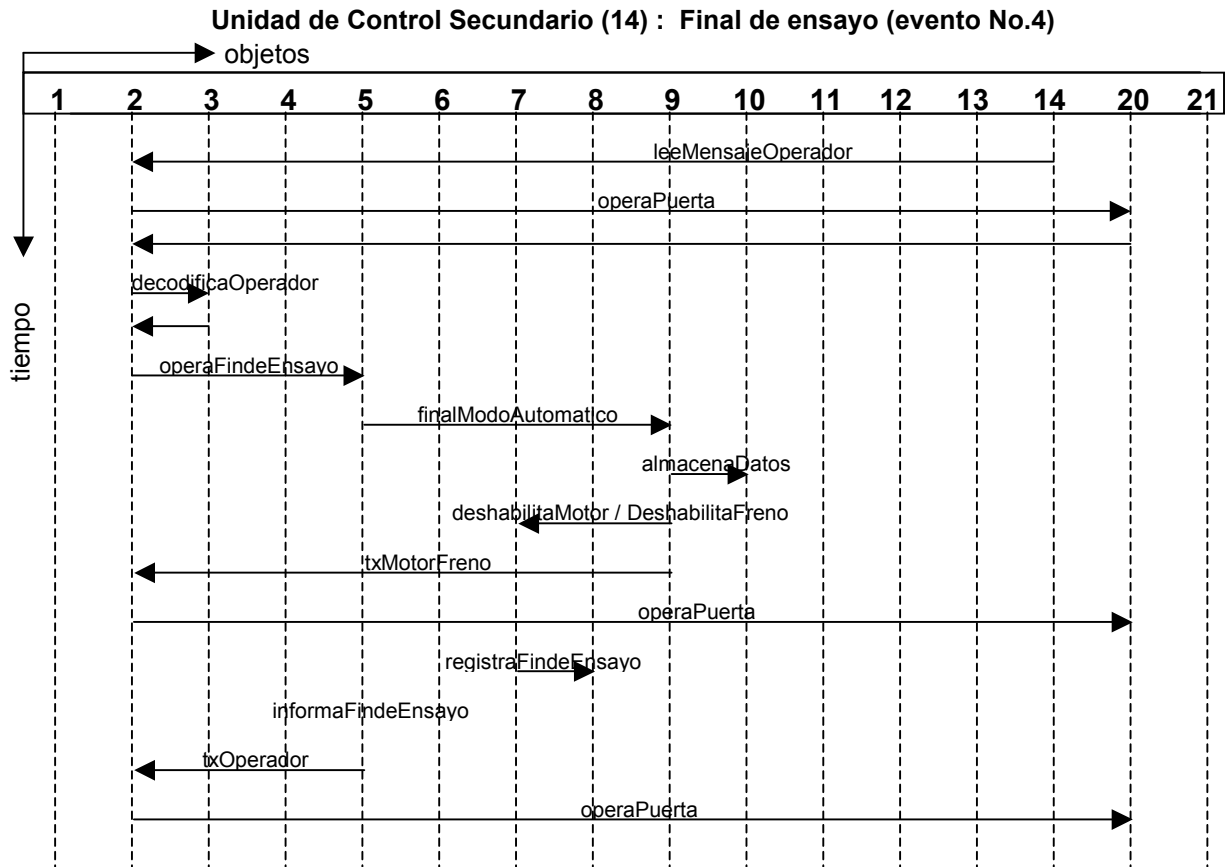 Unidad de Control Secundario (14) : Final de ensayo (evento No.4)
objetos
1 2 3 4 5 6 7 8 9 10 11 12 13 14 20 21
leeMensajeOperador
operaPuerta
decodificaOperador
tiempo
operaFindeEnsayo
finalModoAutomatico
almacenaDatos
deshabilitaMotor / DeshabilitaFreno
txMotorFreno
operaPuerta
registraFindeEnsayo
informaFindeEnsayo
txOperador
operaPuerta